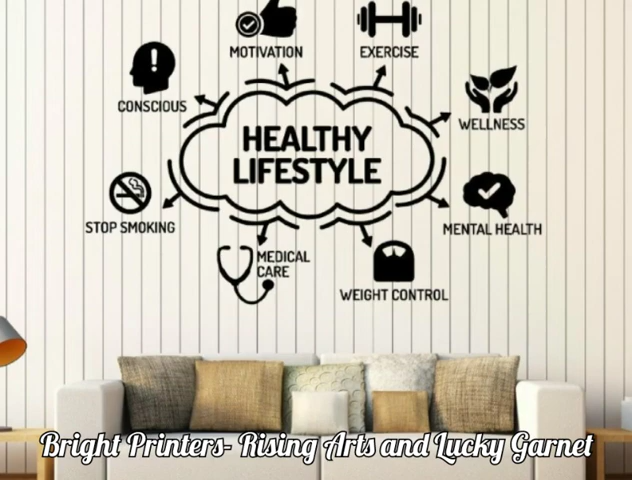 MOTIVATION
EXERCISE
CONSCIOUS
WELLNESS
HEALTHY
LIFESTYLE
STOP SMOKING
MENTAL HEALTH
MEDICAL
CARE
WEIGHT CONTROL
Bright Printers- Rising Arts and Lucky Garnet